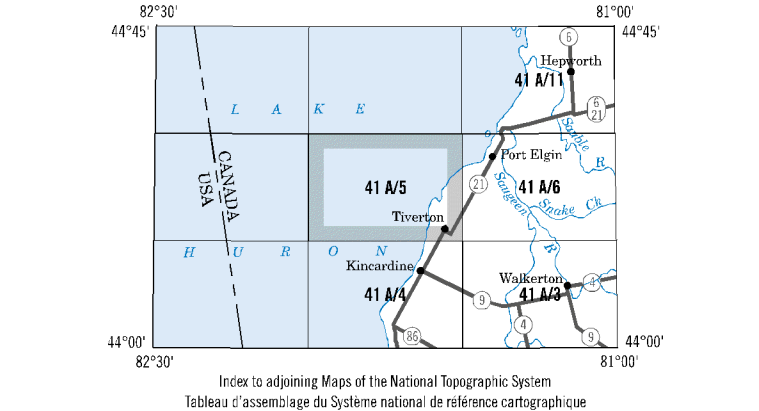 82°30' 81°00'
44°45' 44°45'
6
Hepworth
41 A/11
L A K E
6
21
Sauble R
CANADA
USA
Port Elgin
41 A/5
21
41 A/6
Saugeen R
Snake Ck
Tiverton
H U R O N
Kincardine
Walkerton
4
41 A/4
9
41 A/3
4
86
9
44°00' 44°00'
82°30' 81°00'
Index to adjoining Maps of the National Topographic System
Tableau d'assemblage du Système national de référence cartographique